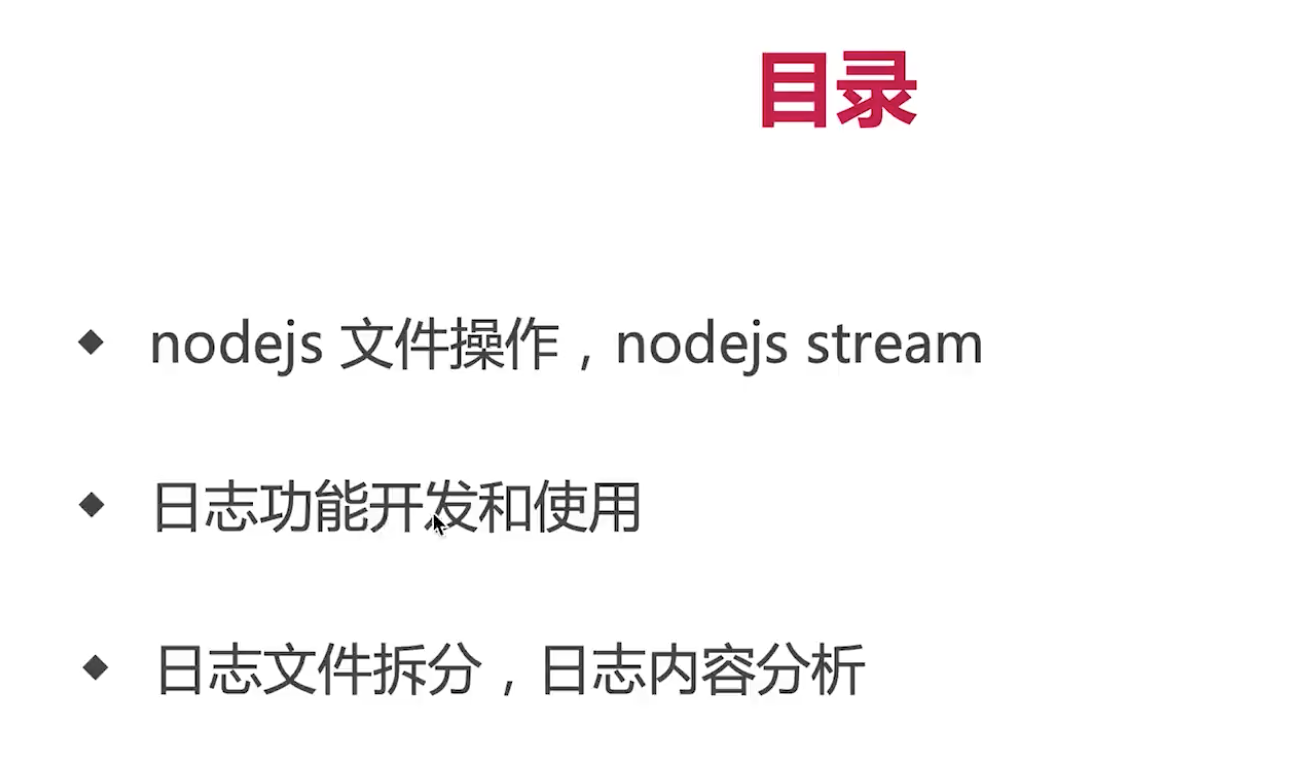 目录
nodejs 文件操作，nodejs stream
日志功能开发和使用
日志文件拆分，日志内容分析